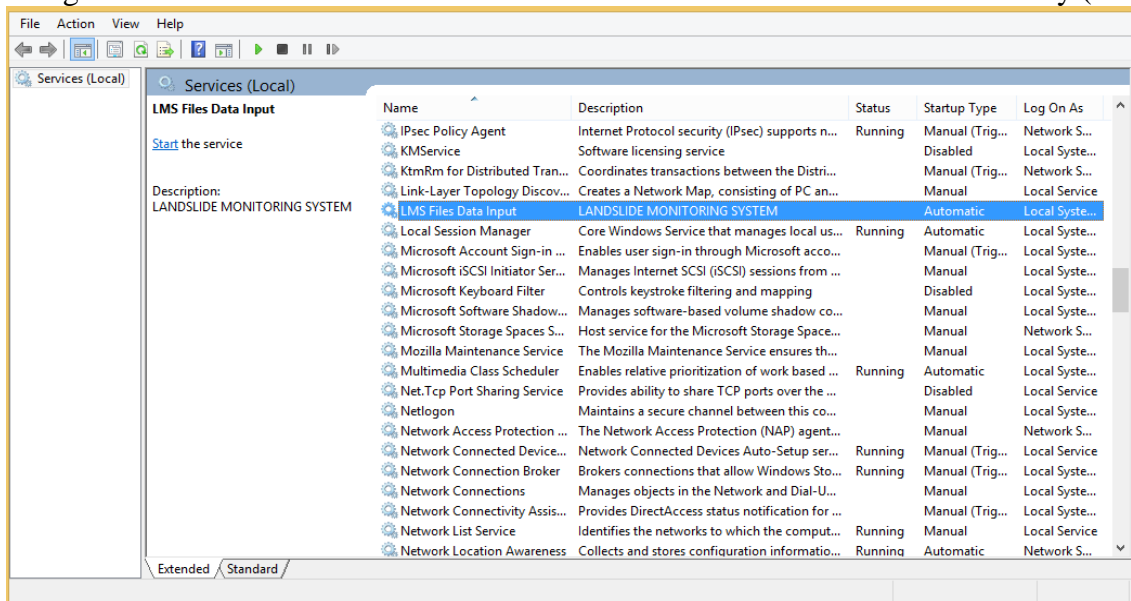 File Action View Help
Services (Local)
Services (Local)
LMS Files Data Input
Start the service
Description:
LANDSLIDE MONITORING SYSTEM
Name Description Status Startup Type Log On As
IPsec Policy Agent Internet Protocol security (IPsec) supports n... Running Manual (Trig... Network S...
KMService Software licensing service Disabled Local Syste...
KtmRm for Distributed Tran... Coordinates transactions between the Distri... Manual (Trig... Network S...
Link-Layer Topology Discov... Creates a Network Map, consisting of PC an... Manual Local Service
LMS Files Data Input LANDSLIDE MONITORING SYSTEM Automatic Local Syste...
Local Session Manager Core Windows Service that manages local us... Running Automatic Local Syste...
Microsoft Account Sign-in ... Enables user sign-in through Microsoft acco... Manual (Trig... Local Syste...
Microsoft iSCSI Initiator Ser... Manages Internet SCSI (iSCSI) sessions from ... Manual Local Syste...
Microsoft Keyboard Filter Controls keystroke filtering and mapping Disabled Local Syste...
Microsoft Software Shadow... Manages software-based volume shadow co... Manual Local Syste...
Microsoft Storage Spaces S... Host service for the Microsoft Storage Space... Manual Network S...
Mozilla Maintenance Service The Mozilla Maintenance Service ensures th... Manual Local Syste...
Multimedia Class Scheduler Enables relative prioritization of work based ... Running Automatic Local Syste...
Net.Tcp Port Sharing Service Provides ability to share TCP ports over the ... Disabled Local Service
Netlogon Maintains a secure channel between this co... Manual Local Syste...
Network Access Protection ... The Network Access Protection (NAP) agent... Manual Network S...
Network Connected Device... Network Connected Devices Auto-Setup ser... Running Manual (Trig... Local Service
Network Connection Broker Brokers connections that allow Windows Sto... Running Manual (Trig... Local Syste...
Network Connections Manages objects in the Network and Dial-U... Manual Local Syste...
Network Connectivity Assis... Provides DirectAccess status notification for ... Manual (Trig... Local Syste...
Network List Service Identifies the networks to which the comput... Running Manual Local Service
Network Location Awareness Collects and stores configuration informatio... Running Automatic Network S...
Extended Standard